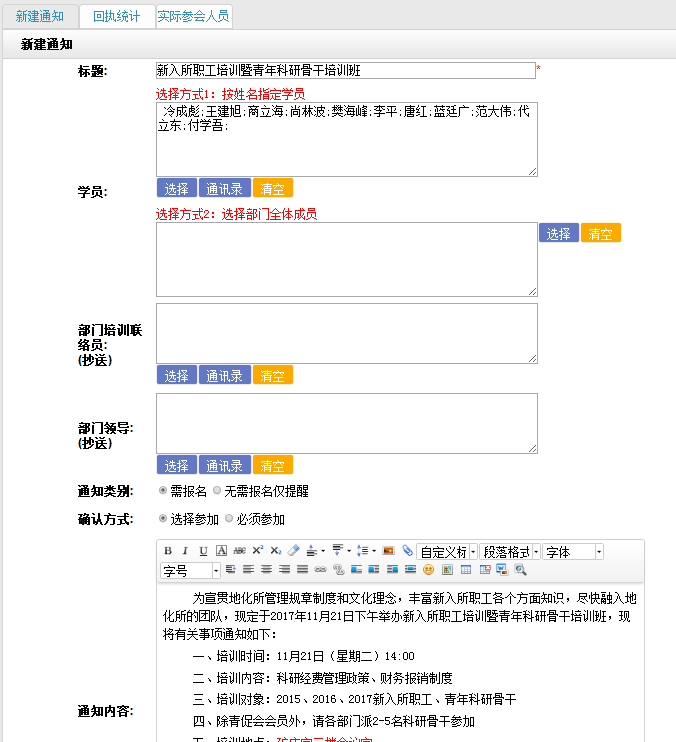 新建通知 回执统计 实际参会人员
新建通知
标题: 新入所职工培训暨青年科研骨干培训班 *
选择方式1：按姓名指定学员
冷成彪;王建旭;商立海;尚林波;樊海峰;李平;唐红;蓝廷广;范大伟;代
立东;付学吾;
学员:
选择 通讯录 清空
选择方式2：选择部门全体成员
选择 清空
部门培训联
络员:
(抄送)
选择 通讯录 清空
部门领导:
(抄送)
选择 通讯录 清空
通知类别: 需报名 无需报名仅提醒
确认方式: 选择参加 必须参加
B I U A ABC X² X₂ 自定义标 段落格式 字体
字号
为宣贯地化所管理规章制度和文化理念，丰富新入所职工各个方面知识，尽快融入地
化所的团队，现定于2017年11月21日下午举办新入所职工培训暨青年科研骨干培训班，现
将有关事项通知如下：
一、培训时间：11月21日（星期二）14:00
二、培训内容：科研经费管理政策、财务报销制度
三、培训对象：2015、2016、2017新入所职工、青年科研骨干
通知内容:
四、除青促会会员外，请各部门派2-5名科研骨干参加